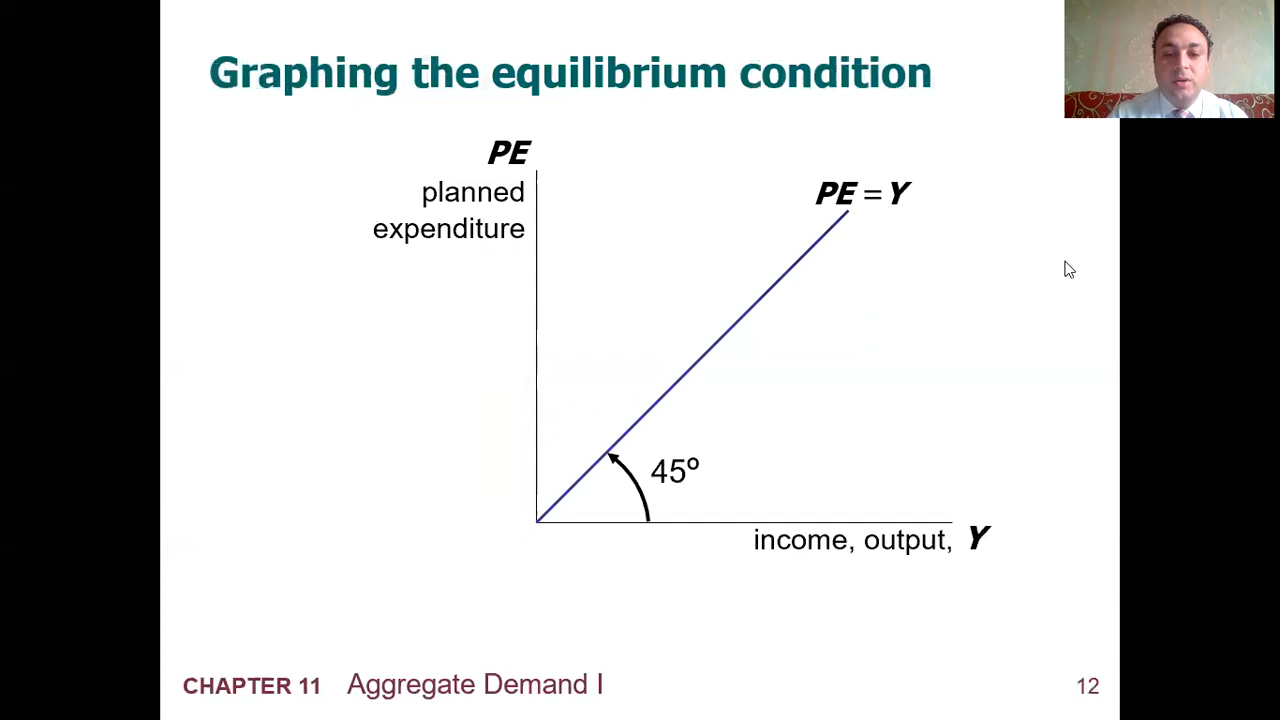 Graphing the equilibrium condition
PE
planned
expenditure
PE = Y
45º
income, output, Y
CHAPTER 11 Aggregate Demand I
12